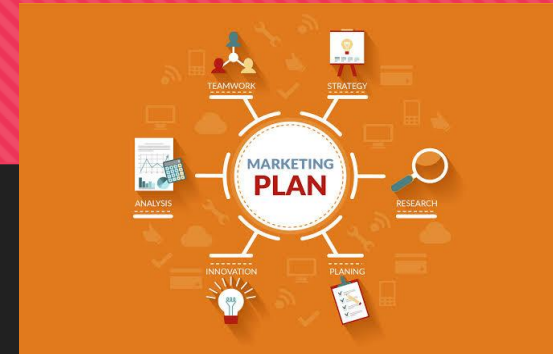 TEAMWORK
STRATEGY
MARKETING
PLAN
ANALYSIS
RESEARCH
INNOVATION
PLANING